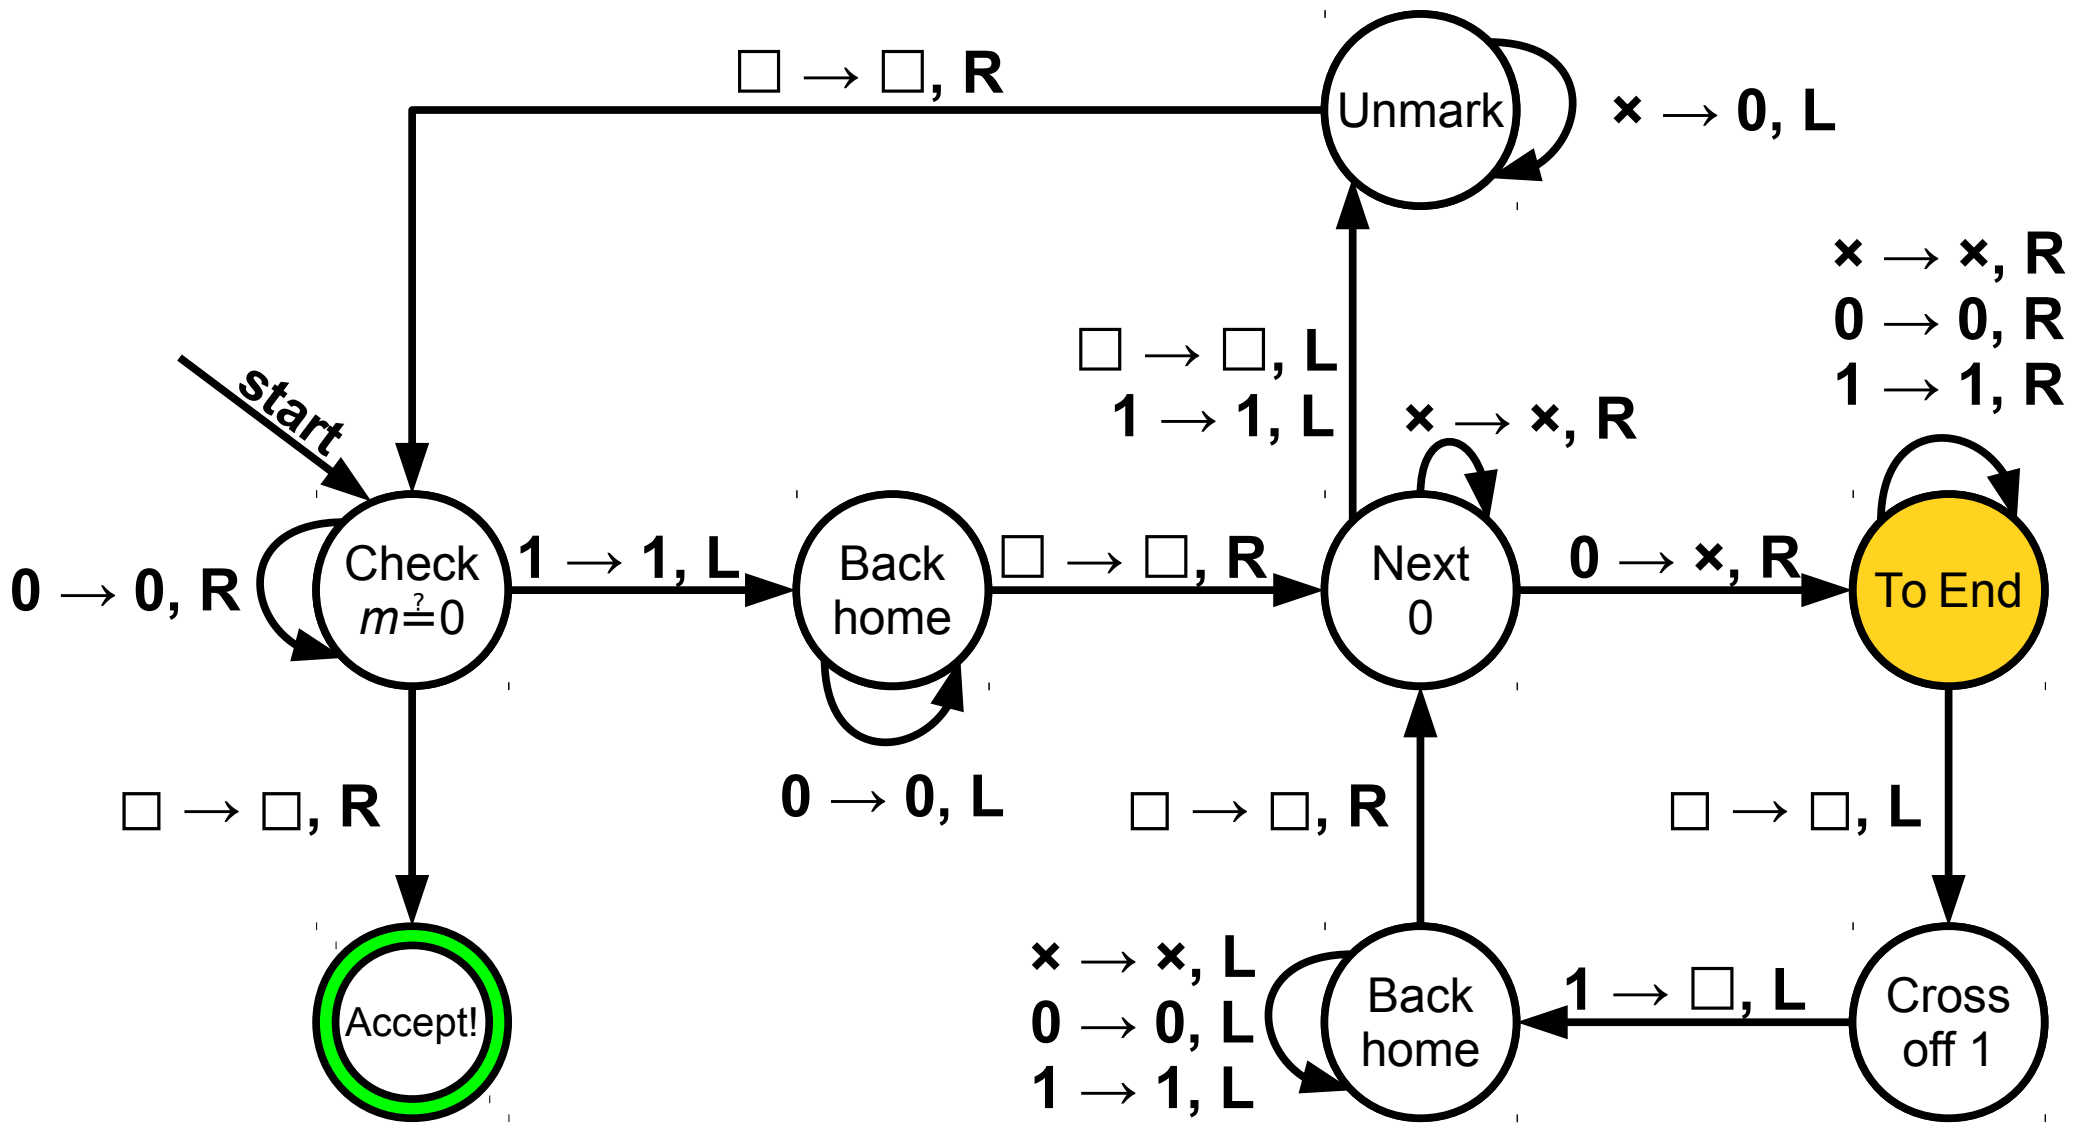 □ → □, R
Unmark
× → 0, L
× → ×, R
0 → 0, R
1 → 1, R
□ → □, L
1 → 1, L
× → ×, R
start
0 → 0, R
Check
m ≟ 0
1 → 1, L
Back
home
□ → □, R
Next
0
0 → ×, R
To End
0 → 0, L
□ → □, R
□ → □, R
□ → □, L
Accept!
× → ×, L
0 → 0, L
1 → 1, L
Back
home
1 → □, L
Cross
off 1